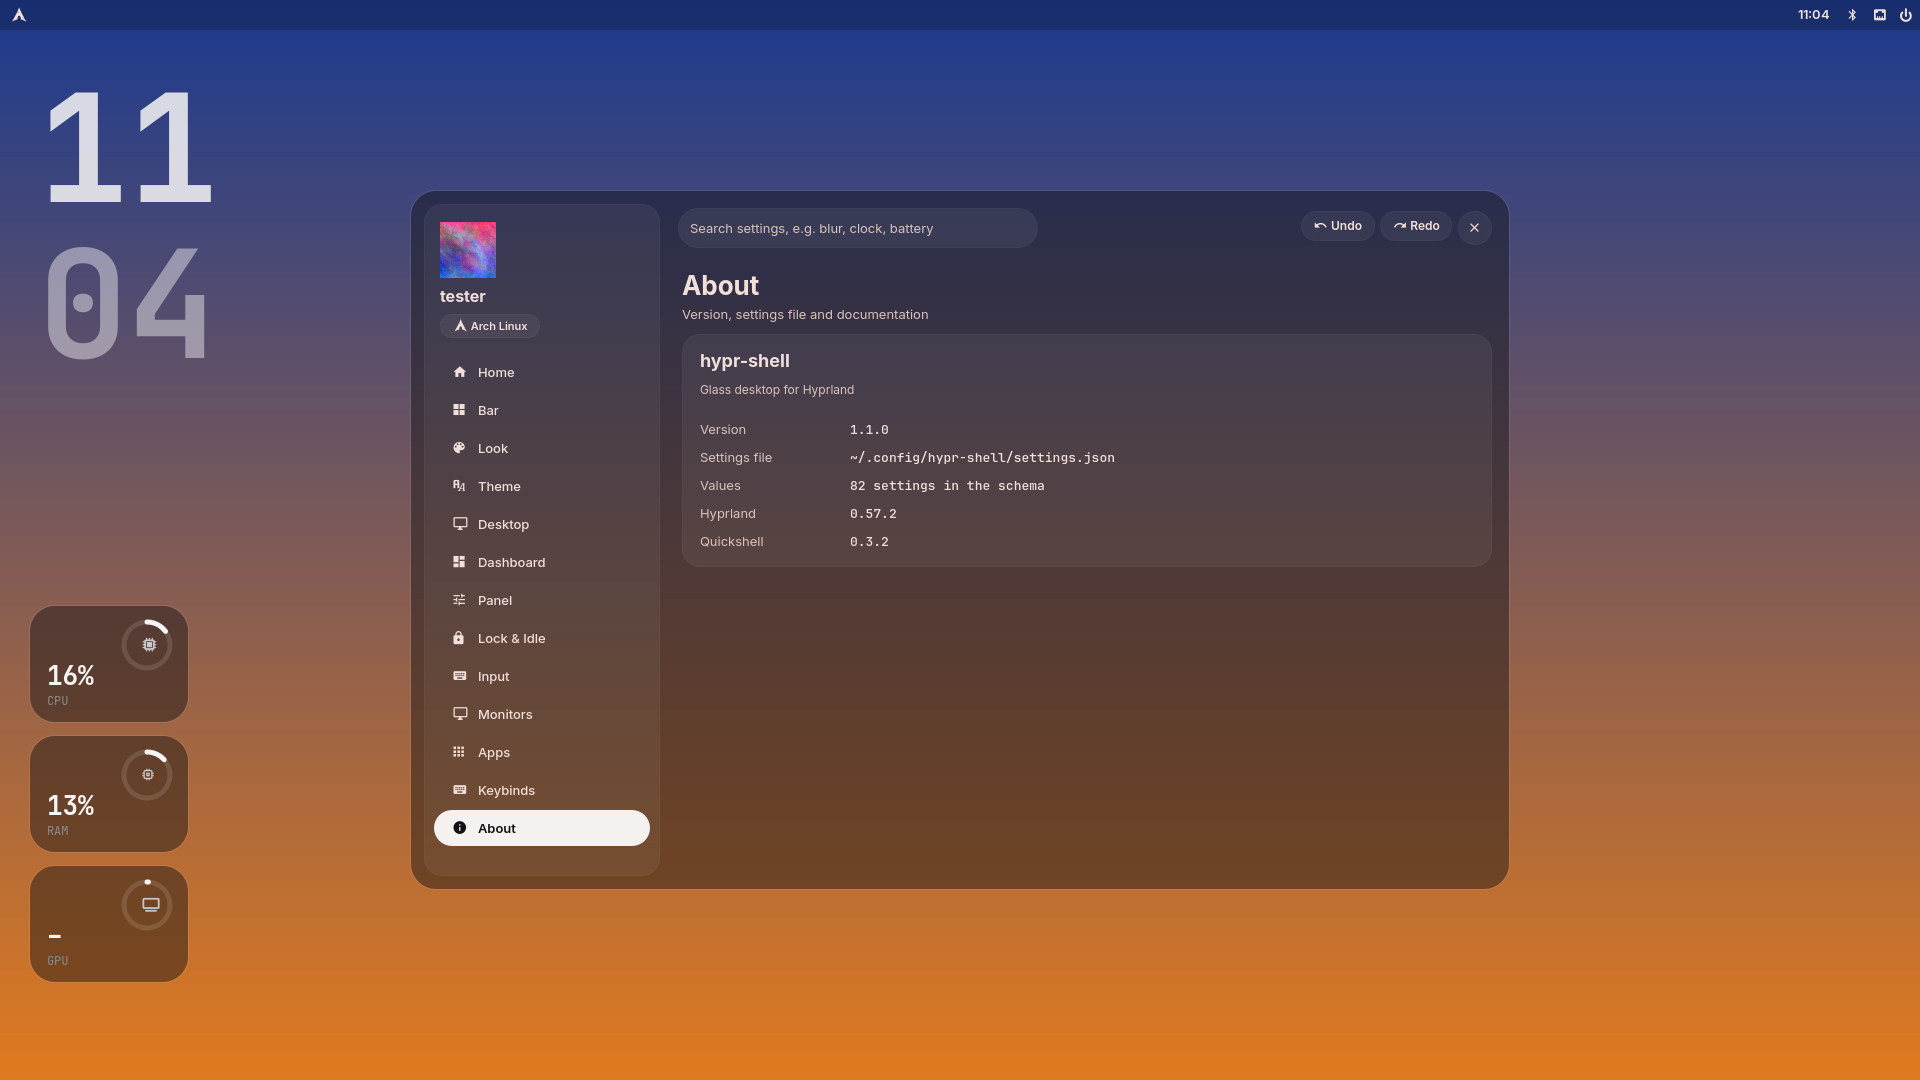 11:04
11
04
16%
CPU
13%
RAM
–
GPU
tester
Arch Linux
Home
Bar
Look
Theme
Desktop
Dashboard
Panel
Lock & Idle
Input
Monitors
Apps
Keybinds
About
Search settings, e.g. blur, clock, battery
Undo
Redo
About
Version, settings file and documentation
hypr-shell
Glass desktop for Hyprland
Version 1.1.0
Settings file ~/.config/hypr-shell/settings.json
Values 82 settings in the schema
Hyprland 0.57.2
Quickshell 0.3.2